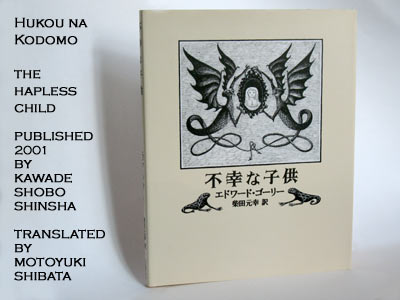 Hukou na
Kodomo
the
hapless
child
published
2001
by
Kawade
Shobo
Shinsha
translated
by
Motoyuki
Shibata
不幸な子供
エドワード・ゴーリー
柴田元幸 訳